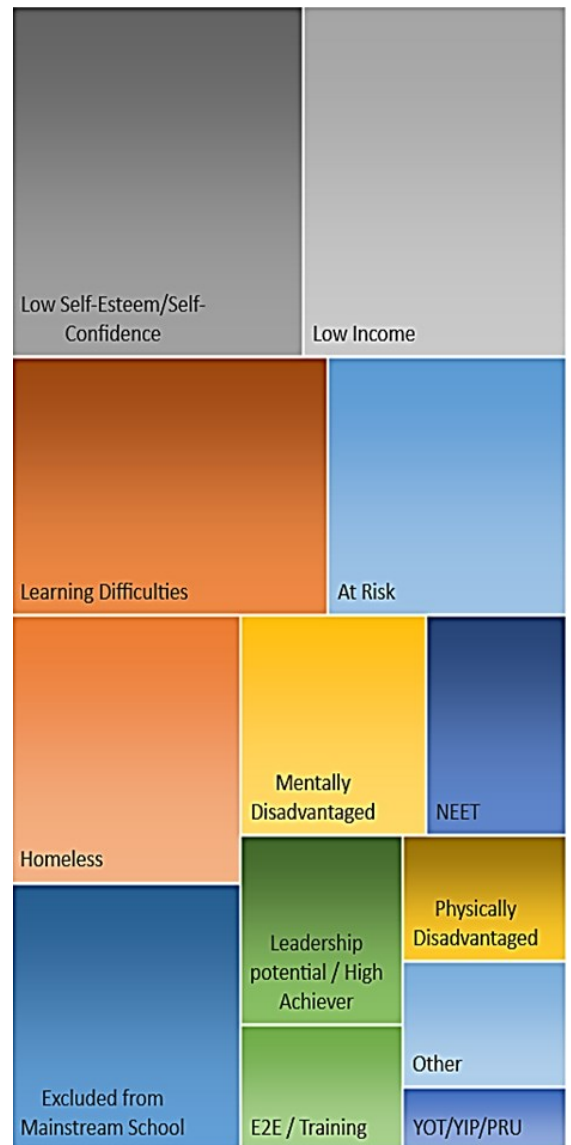 Low Self-Esteem/Self-
Confidence
Low Income
Learning Difficulties
At Risk
Homeless
Mentally
Disadvantaged
NEET
Excluded from
Mainstream School
Leadership
potential / High
Achiever
Physically
Disadvantaged
Other
E2E / Training
YOT/YIP/PRU